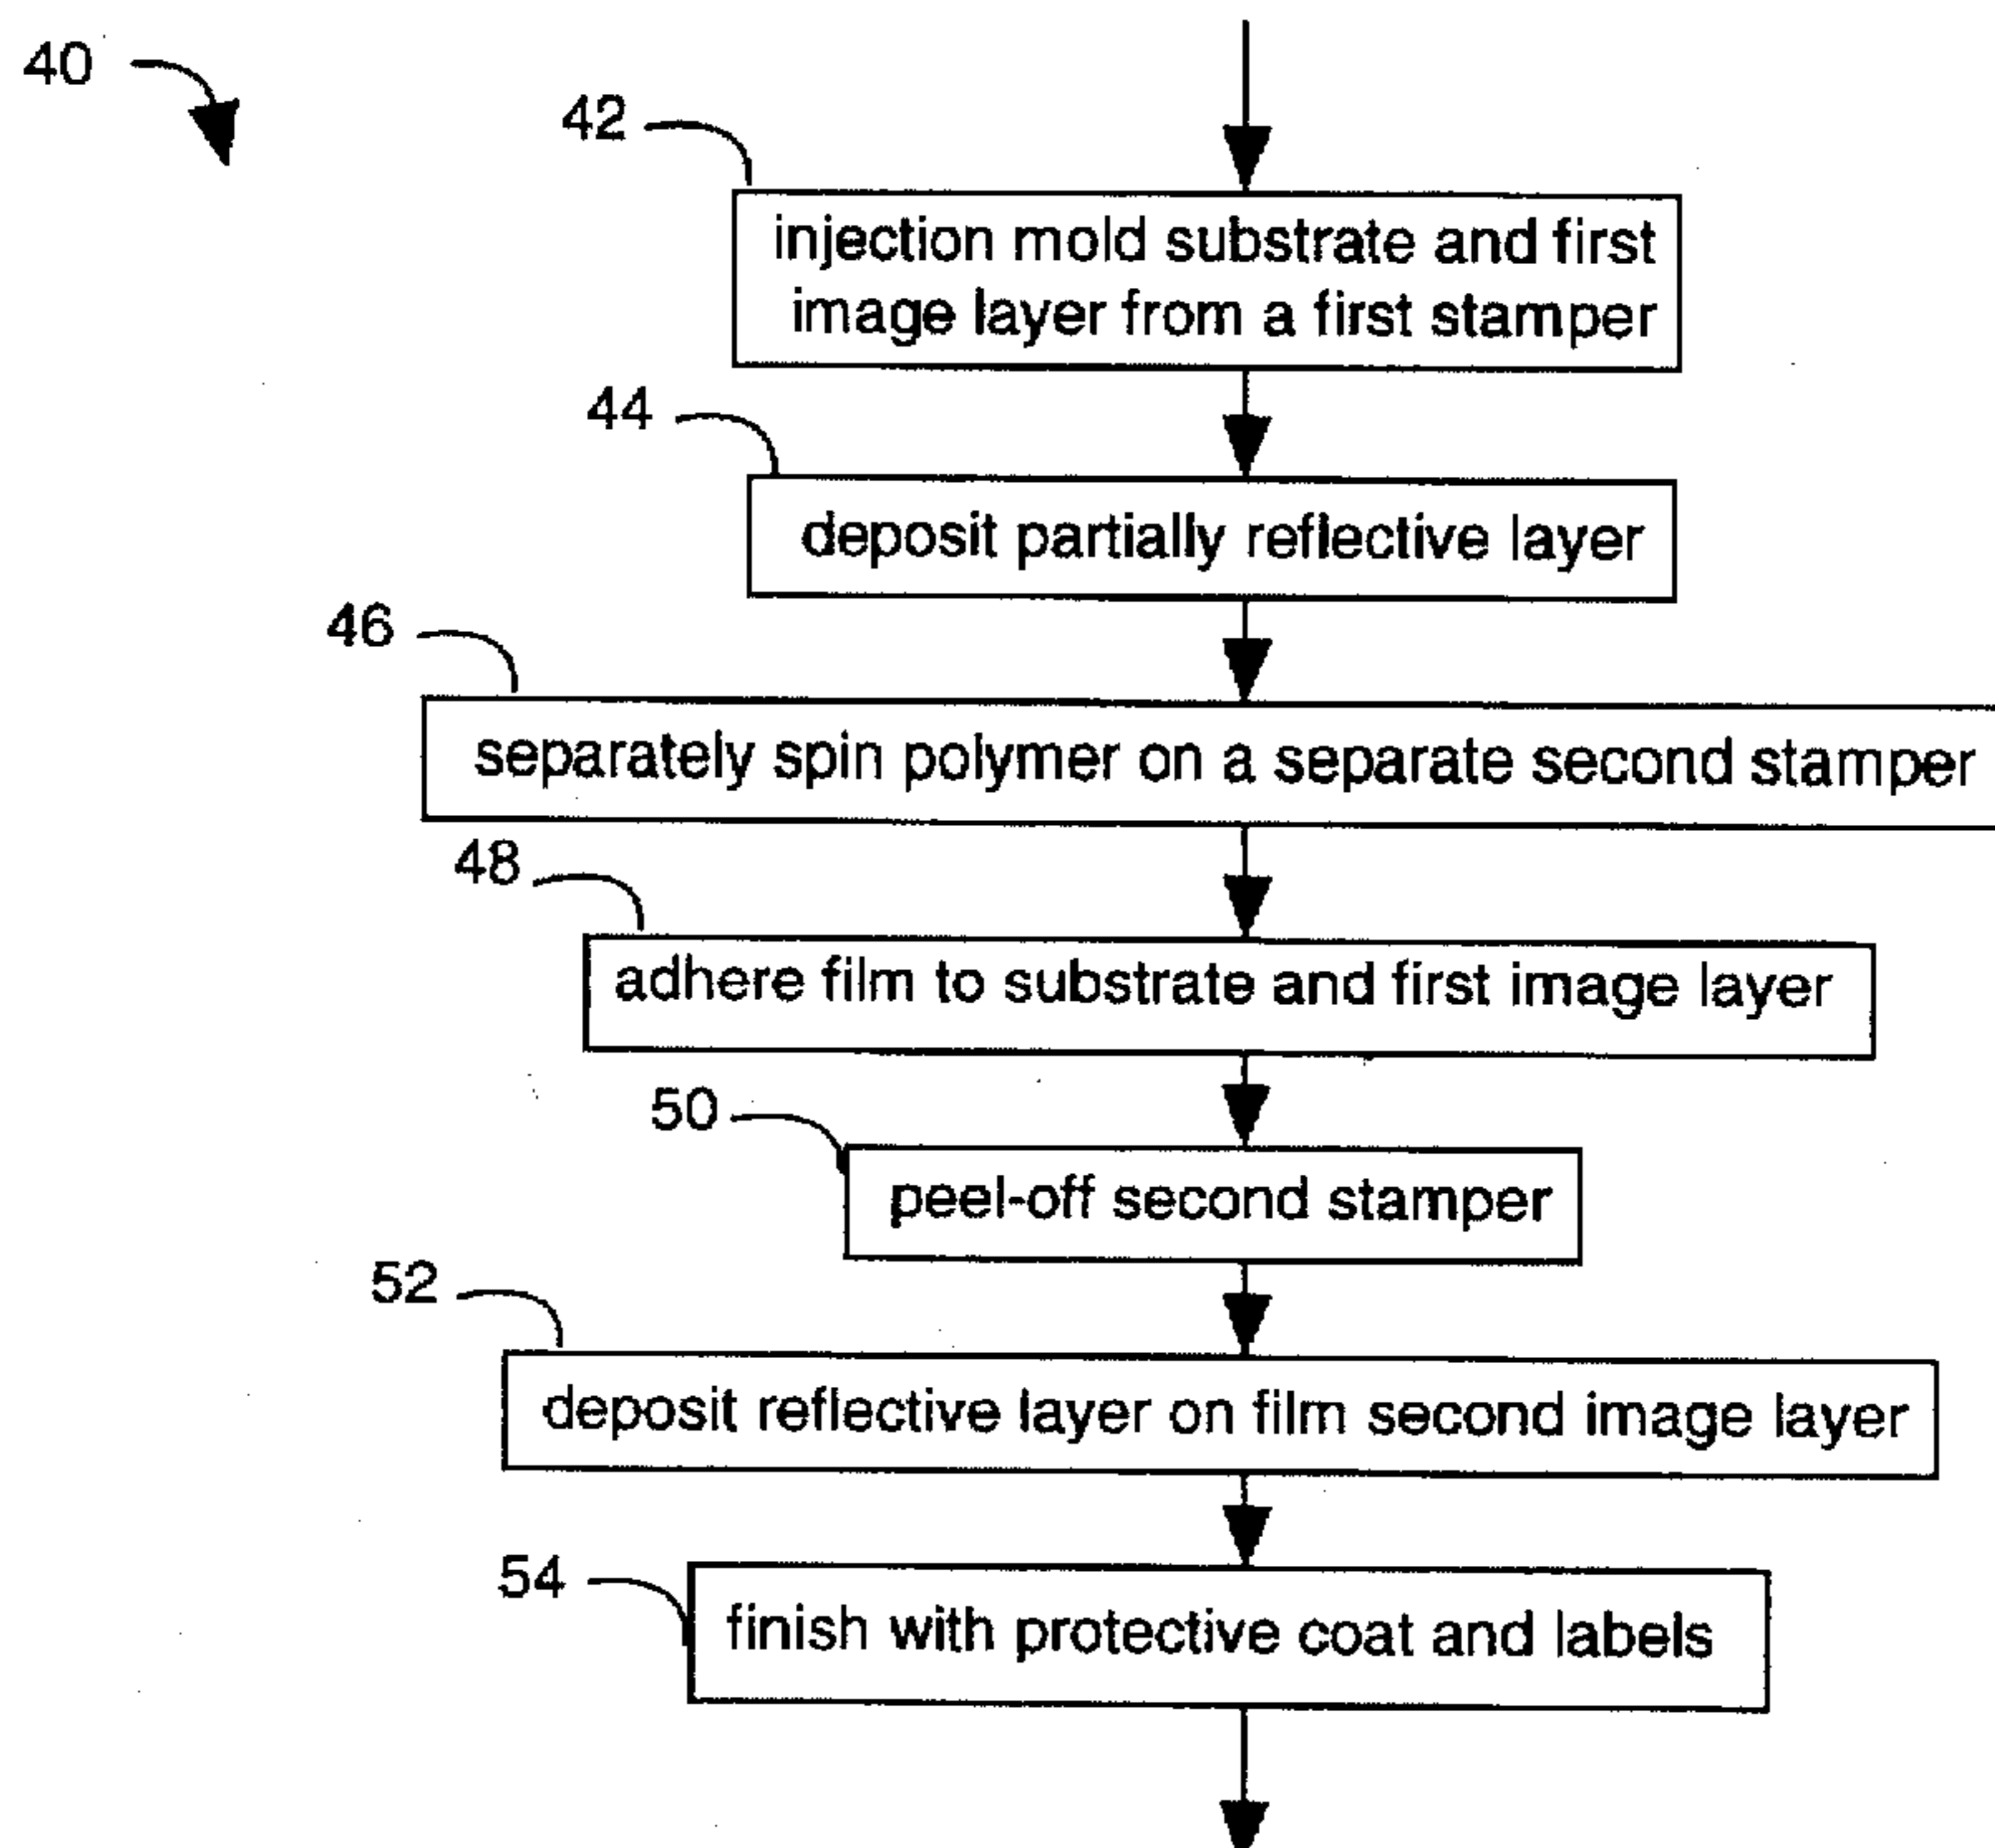 40
42
injection mold substrate and first
image layer from a first stamper
44
deposit partially reflective layer
46
separately spin polymer on a separate second stamper
48
adhere film to substrate and first image layer
50
peel-off second stamper
52
deposit reflective layer on film second image layer
54
finish with protective coat and labels